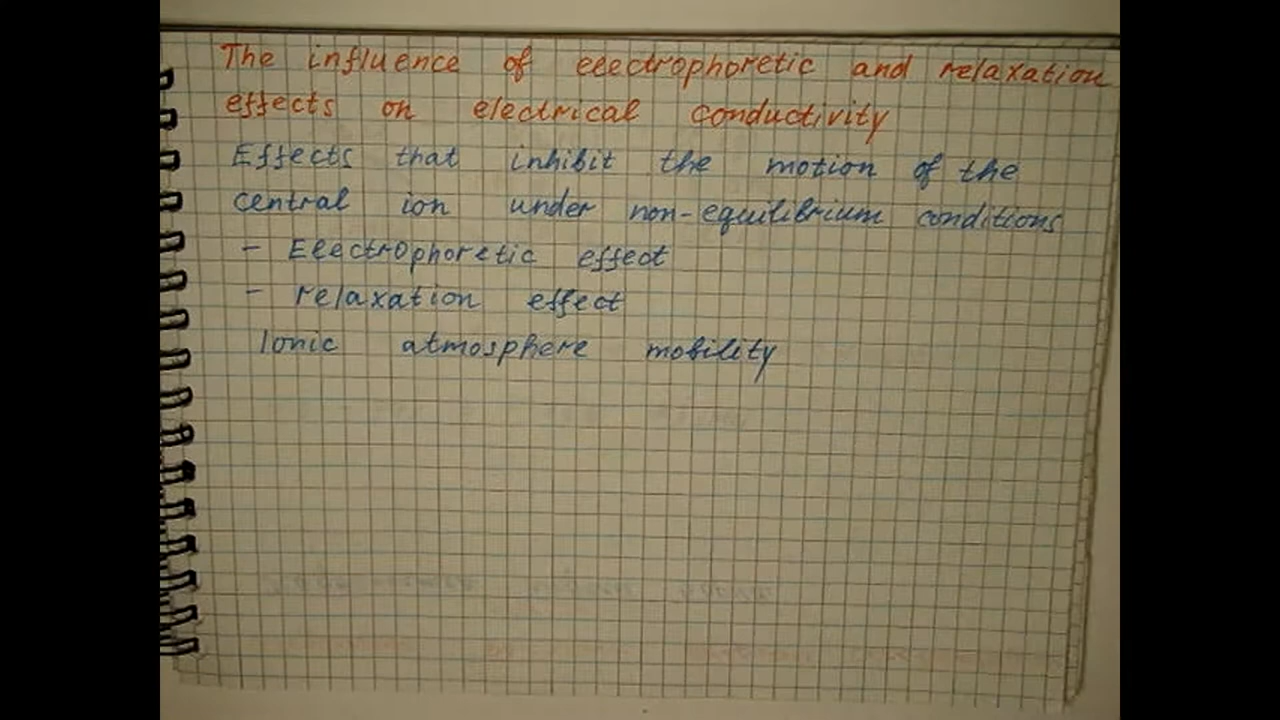 The influence of electrophoretic and relaxation
effects on electrical conductivity
Effects that inhibit the motion of the
central ion under non-equilibrium conditions
- Electrophoretic effect
- relaxation effect
Ionic atmosphere mobility